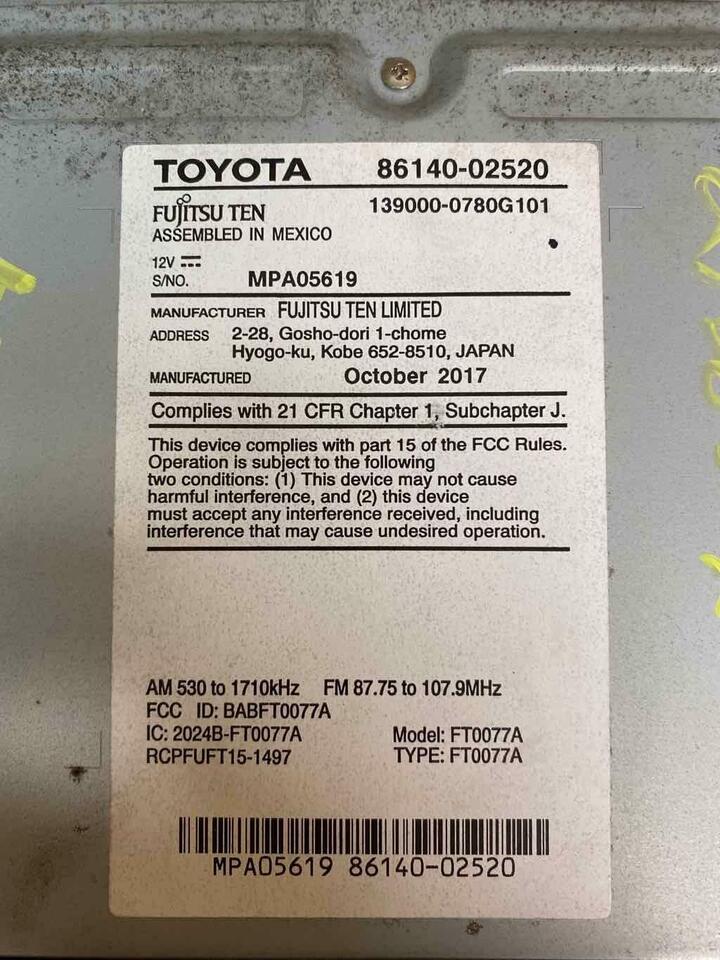 TOYOTA 86140-02520
FUJITSU TEN 139000-0780G101
ASSEMBLED IN MEXICO
12V
S/NO. MPA05619
MANUFACTURER FUJITSU TEN LIMITED
ADDRESS 2-28, Gosho-dori 1-chome
Hyogo-ku, Kobe 652-8510, JAPAN
MANUFACTURED October 2017
Complies with 21 CFR Chapter 1, Subchapter J.
This device complies with part 15 of the FCC Rules.
Operation is subject to the following
two conditions: (1) This device may not cause
harmful interference, and (2) this device
must accept any interference received, including
interference that may cause undesired operation.
AM 530 to 1710kHz FM 87.75 to 107.9MHz
FCC ID: BABFT0077A
IC: 2024B-FT0077A Model: FT0077A
RCPFUFT15-1497 TYPE: FT0077A
MPA05619 86140-02520